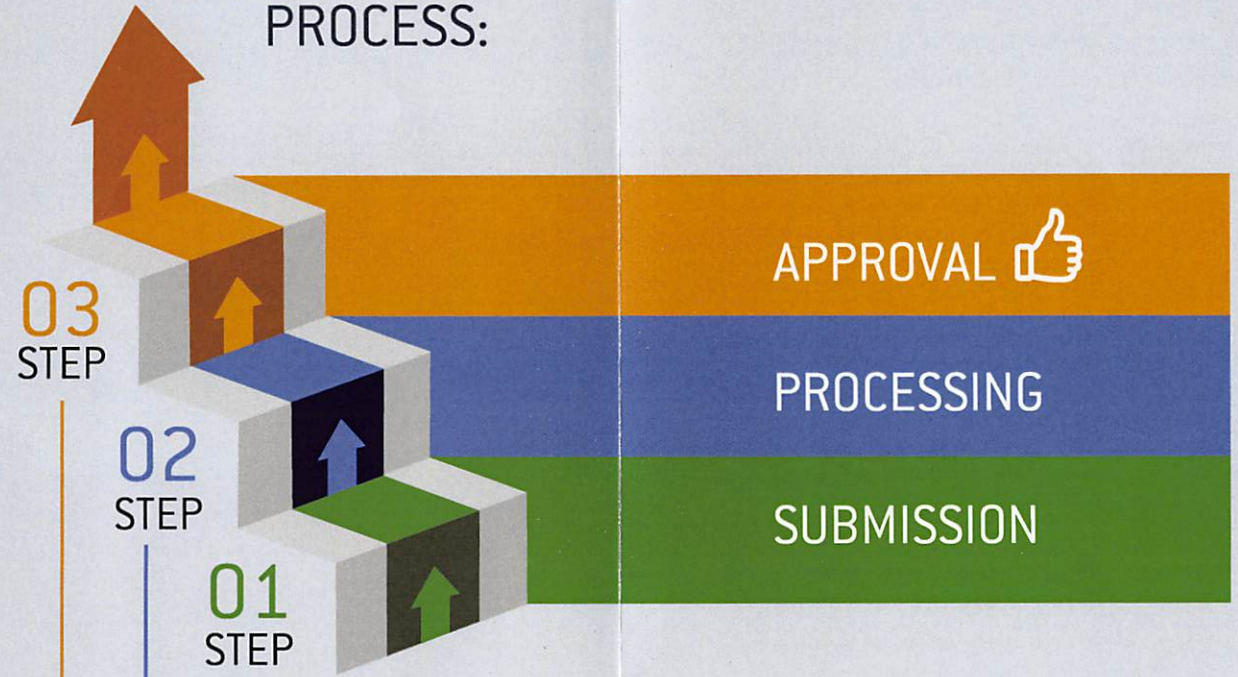 PROCESS:
APPROVAL
03
STEP
PROCESSING
02
STEP
SUBMISSION
01
STEP